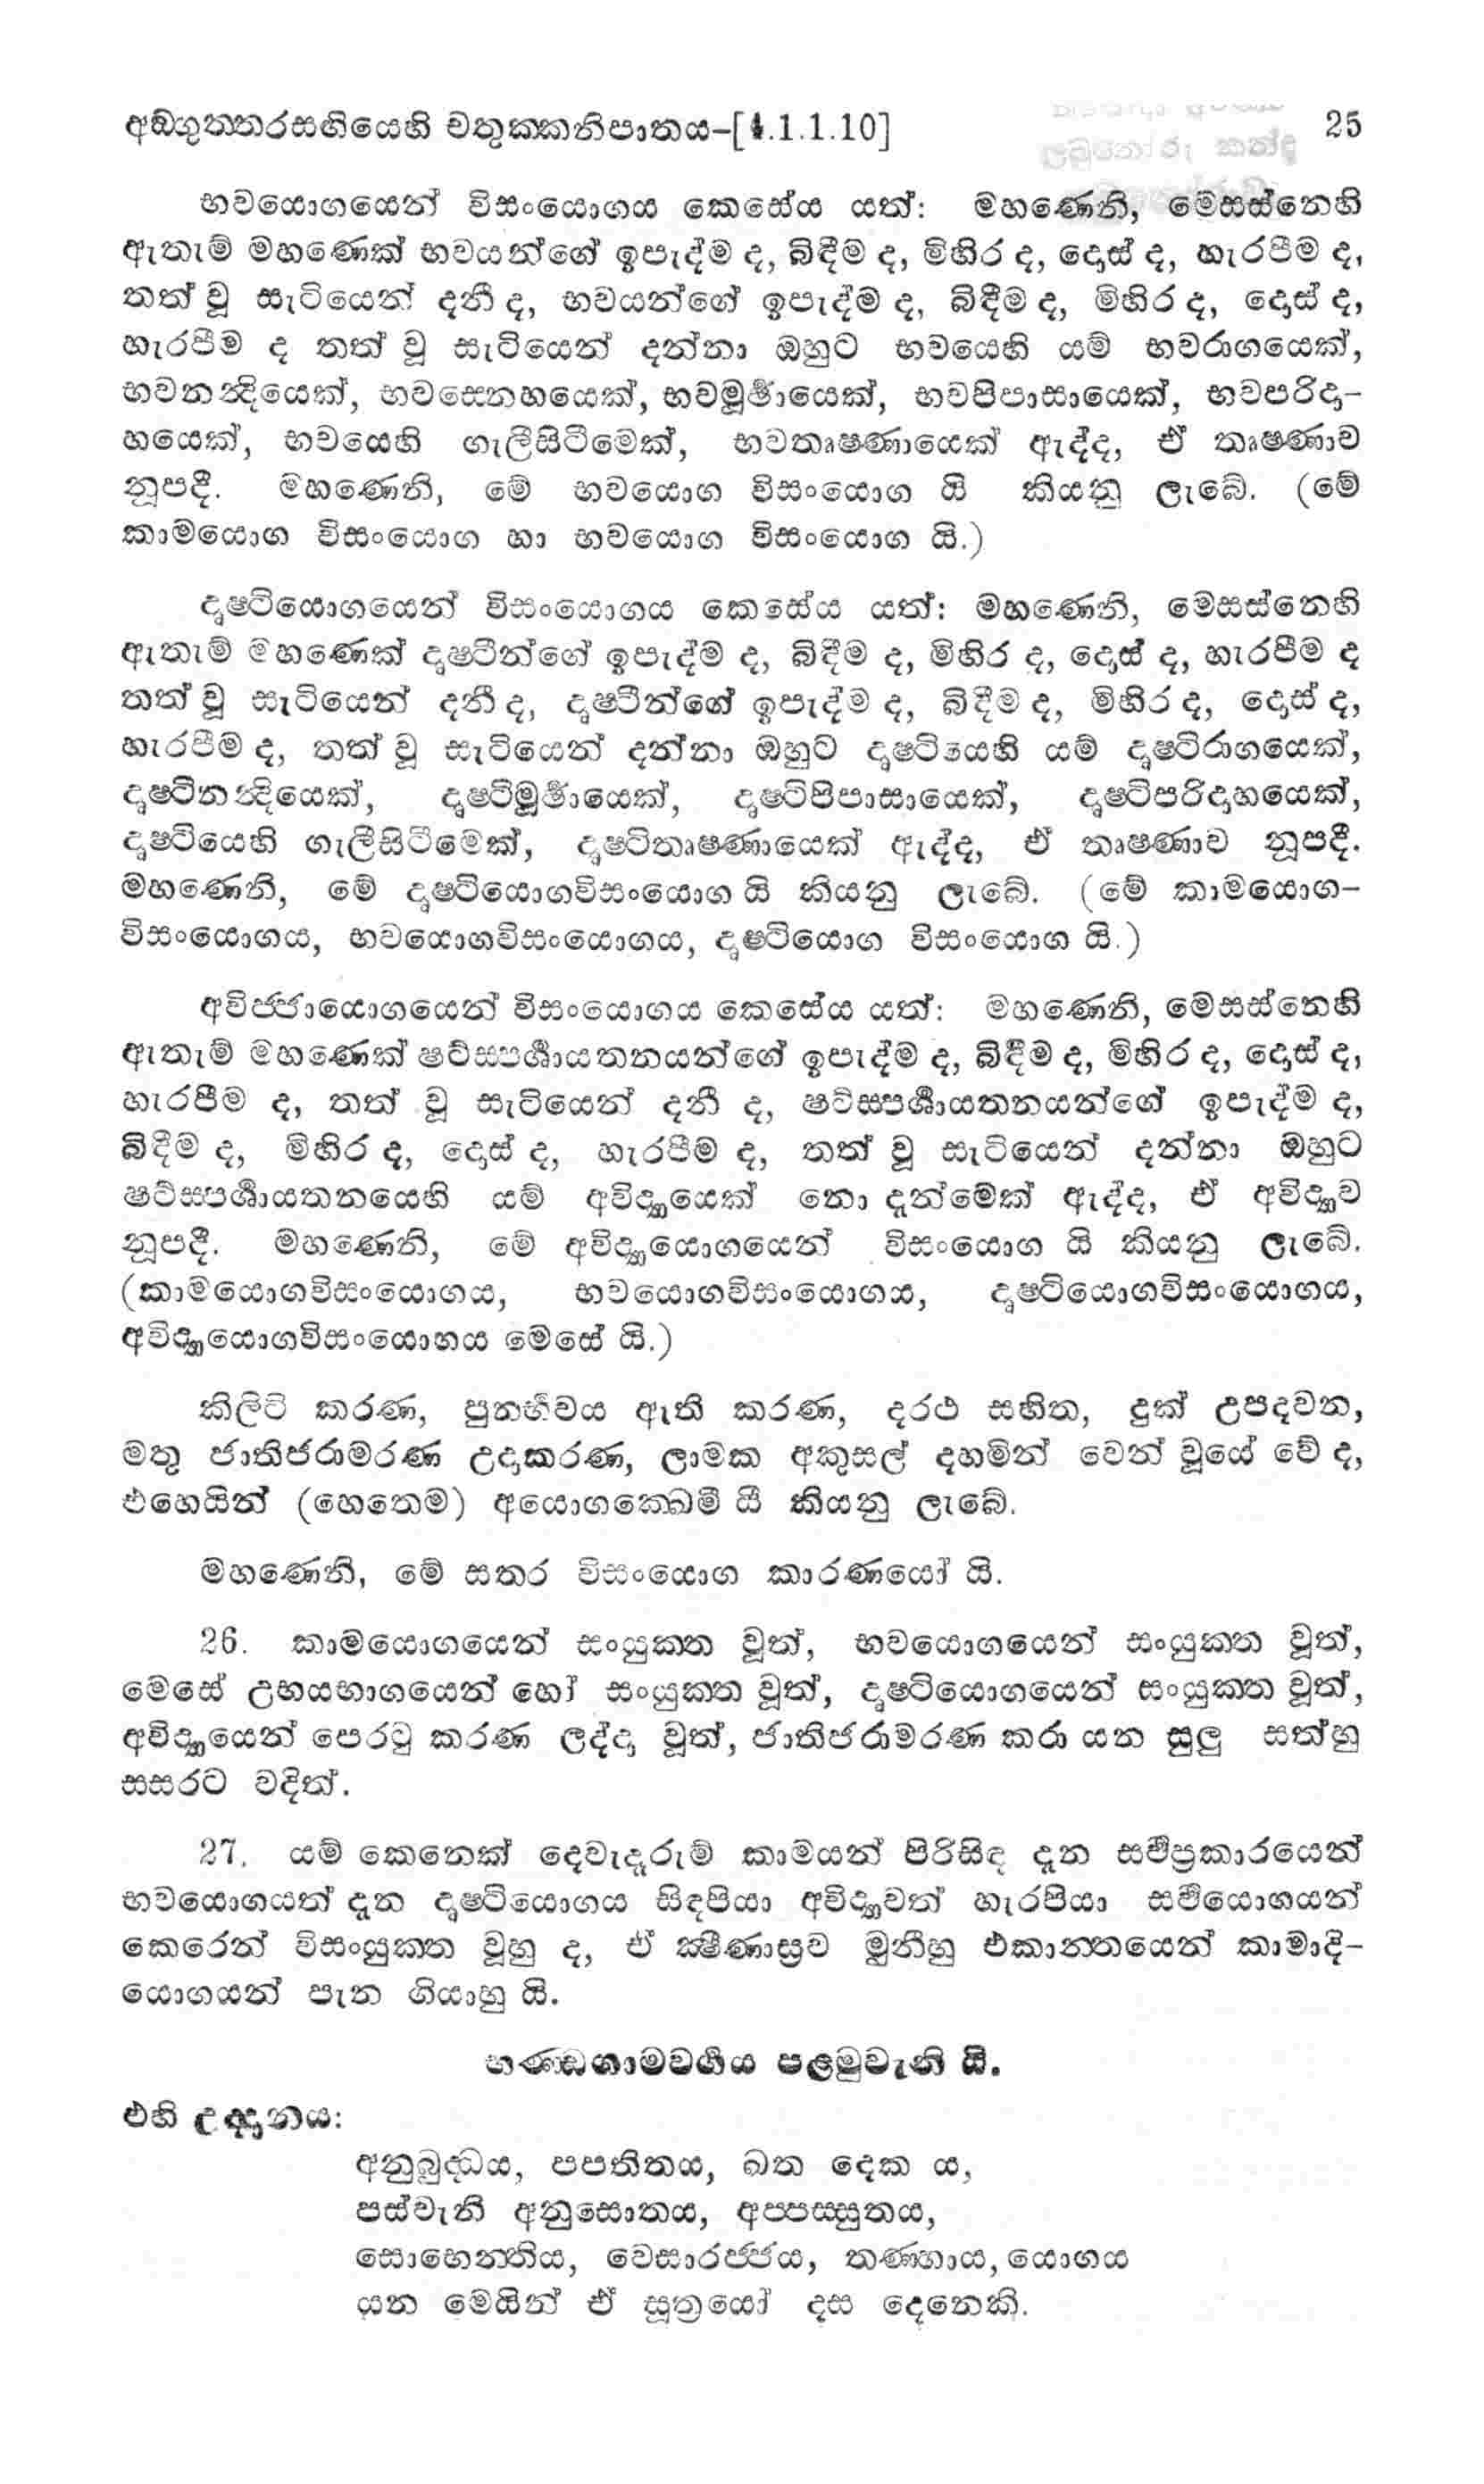 අඞ්ගුත්තරසඟියෙහි චතුක්කනිපාතය-[4.1.1.10] 25
භවයොගයෙන් විසංයොගය කෙසේය යත්: මහණෙනි, මෙසස්නෙහි
ඇතැම් මහණෙක් භවයන්ගේ ඉපැද්ම ද, බිඳීම ද, මිහිර ද, දොස් ද, හැරපීම ද,
තත් වූ සැටියෙන් දනී ද, භවයන්ගේ ඉපැද්ම ද, බිඳීම ද, මිහිර ද, දොස් ද,
හැරපීම ද තත් වූ සැටියෙන් දන්නා ඔහුට භවයෙහි යම් භවරාගයෙක්,
භවනන්දියෙක්, භවස්නෙහයෙක්, භවමූර්ඡායෙක්, භවපිපාසායෙක්, භවපරිදා-
හයෙක්, භවයෙහි ගැලීසිටීමෙක්, භවතෘෂ්ණායෙක් ඇද්ද, ඒ තෘෂ්ණාව
නූපදී. මහණෙනි, මේ භවයොග විසංයොග යි කියනු ලැබේ. (මේ
කාමයොග විසංයොග හා භවයොග විසංයොග යි.)
දෘෂ්ටියොගයෙන් විසංයොගය කෙසේය යත්: මහණෙනි, මෙසස්නෙහි
ඇතැම් මහණෙක් දෘෂ්ටීන්ගේ ඉපැද්ම ද, බිඳීම ද, මිහිර ද, දොස් ද, හැරපීම ද
තත් වූ සැටියෙන් දනී ද, දෘෂ්ටීන්ගේ ඉපැද්ම ද, බිඳීම ද, මිහිර ද, දොස් ද,
හැරපීම ද, තත් වූ සැටියෙන් දන්නා ඔහුට දෘෂ්ටියෙහි යම් දෘෂ්ටිරාගයෙක්,
දෘෂ්ටිනන්දියෙක්, දෘෂ්ටිමූර්ඡායෙක්, දෘෂ්ටිපිපාසායෙක්, දෘෂ්ටිපරිදාහයෙක්,
දෘෂ්ටියෙහි ගැලීසිටීමෙක්, දෘෂ්ටිතෘෂ්ණායෙක් ඇද්ද, ඒ තෘෂ්ණාව නූපදී.
මහණෙනි, මේ දෘෂ්ටියොගවිසංයොග යි කියනු ලැබේ. (මේ කාමයොග-
විසංයොගය, භවයොගවිසංයොගය, දෘෂ්ටියොග විසංයොග යි.)
අවිජ්ජායොගයෙන් විසංයොගය කෙසේය යත්: මහණෙනි, මෙසස්නෙහි
ඇතැම් මහණෙක් ෂට්ස්පර්ශායතනයන්ගේ ඉපැද්ම ද, බිඳීම ද, මිහිර ද, දොස් ද,
හැරපීම ද, තත් වූ සැටියෙන් දනී ද, ෂට්ස්පර්ශායතනයන්ගේ ඉපැද්ම ද,
බිඳීම ද, මිහිර ද, දොස් ද, හැරපීම ද, තත් වූ සැටියෙන් දන්නා ඔහුට
ෂට්ස්පර්ශායතනයෙහි යම් අවිද්‍යායෙක් නො දැන්මෙක් ඇද්ද, ඒ අවිද්‍යාව
නූපදී. මහණෙනි, මේ අවිද්‍යායොගයෙන් විසංයොග යි කියනු ලැබේ.
(කාමයොගවිසංයොගය, භවයොගවිසංයොගය, දෘෂ්ටියොගවිසංයොගය,
අවිද්‍යායොගවිසංයොගය මෙසේ යි.)
කිලිටි කරණ, පුනර්භවය ඇති කරණ, දරථ සහිත, දුක් උපදවන,
මතු ජාතිජරාමරණ උදාකරණ, ලාමක අකුසල් දහමින් වෙන් වූයේ වේ ද,
එහෙයින් (හෙතෙම) අයොගක්ඛෙමී යී කියනු ලැබේ.
මහණෙනි, මේ සතර විසංයොග කාරණයෝ යි.
26. කාමයොගයෙන් සංයුක්ත වූත්, භවයොගයෙන් සංයුක්ත වූත්,
මෙසේ උභයභාගයෙන් හෝ සංයුක්ත වූත්, දෘෂ්ටියොගයෙන් සංයුක්ත වූත්,
අවිද්‍යායෙන් පෙරටු කරණ ලද්ද වූත්, ජාතිජරාමරණ කරා යන සුලු සත්හු
සසරට වදිත්.
27. යම් කෙනෙක් දෙවැදෑරුම් කාමයන් පිරිසිඳ දැන සර්වප්‍රකාරයෙන්
භවයොගයත් දැන දෘෂ්ටියොගය සිඳපියා අවිද්‍යාවත් හැරපියා සර්වයොගයන්
කෙරෙන් විසංයුක්ත වූහු ද, ඒ ක්ෂීණාස්‍රව මුනීහු එකාන්තයෙන් කාමාදි-
යොගයන් පැන ගියාහු යි.
භණ්ඩගාමවර්ගය පළමුවැනි යි.
එහි උද්දානය:
අනුබුද්ධය, පපතිතය, ඛත දෙක ය,
පස්වැනි අනුසොතය, අප්පස්සුතය,
සොභෙන්තිය, වෙසාරජ්ජය, තණ්හාය, යොගය
යන මෙයින් ඒ සූත්‍රයෝ දස දෙනෙකි.